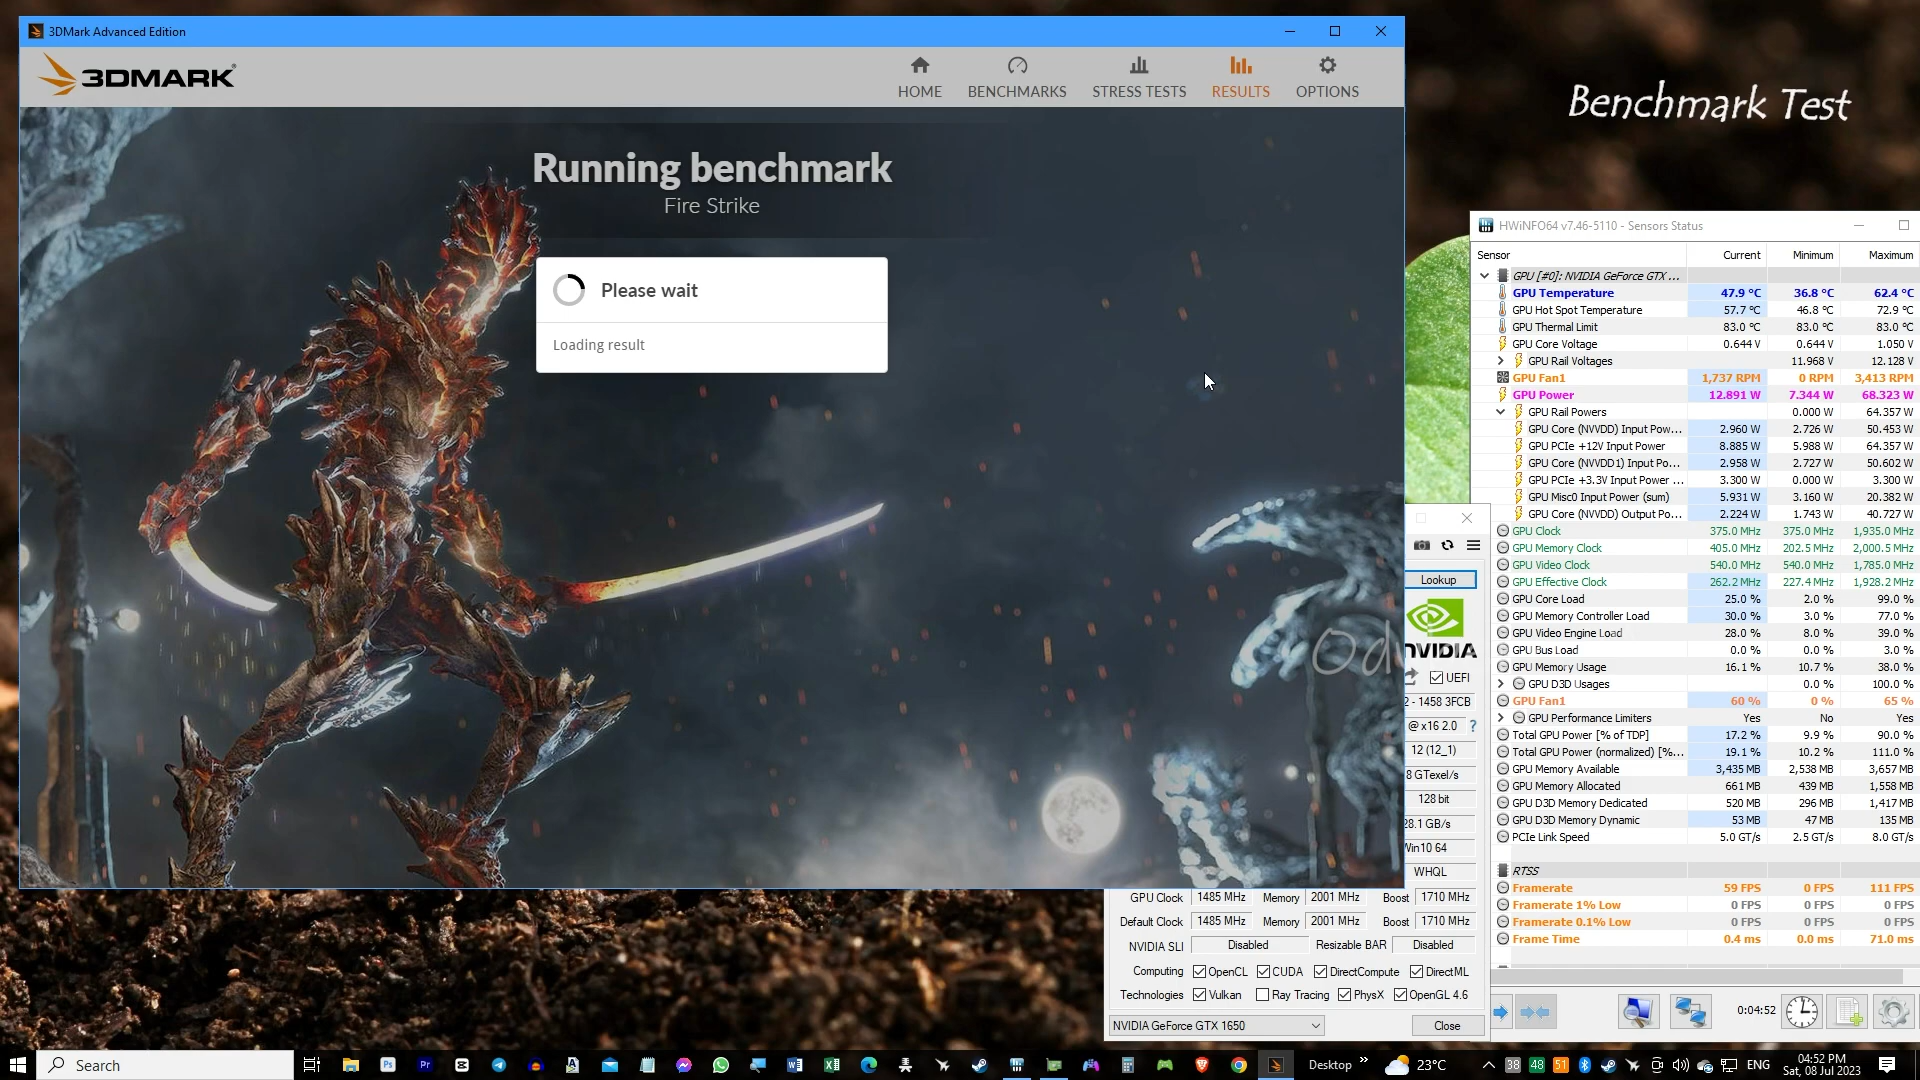 3DMark Advanced Edition
3DMARK
HOME
BENCHMARKS
STRESS TESTS
RESULTS
OPTIONS
Benchmark Test
Running benchmark
Fire Strike
Please wait
Loading result
HWiNFO64 v7.46-5110 - Sensors Status
Sensor Current Minimum Maximum
GPU [#0]: NVIDIA GeForce GTX ...
GPU Temperature 47.9 °C 36.8 °C 62.4 °C
GPU Hot Spot Temperature 57.7 °C 46.8 °C 72.9 °C
GPU Thermal Limit 83.0 °C 83.0 °C 83.0 °C
GPU Core Voltage 0.644 V 0.644 V 1.050 V
GPU Rail Voltages 11.968 V 12.128 V
GPU Fan1 1,737 RPM 0 RPM 3,413 RPM
GPU Power 12.891 W 7.344 W 68.323 W
GPU Rail Powers 0.000 W 64.357 W
GPU Core (NVVDD) Input Pow... 2.960 W 2.726 W 50.453 W
GPU PCIe +12V Input Power 8.885 W 5.988 W 64.357 W
GPU Core (NVVDD1) Input Po... 2.958 W 2.727 W 50.602 W
GPU PCIe +3.3V Input Power ... 3.300 W 0.000 W 3.300 W
GPU Misc0 Input Power (sum) 5.931 W 3.160 W 20.382 W
GPU Core (NVVDD) Output Po... 2.224 W 1.743 W 40.727 W
GPU Clock 375.0 MHz 375.0 MHz 1,935.0 MHz
GPU Memory Clock 405.0 MHz 202.5 MHz 2,000.5 MHz
GPU Video Clock 540.0 MHz 540.0 MHz 1,785.0 MHz
GPU Effective Clock 262.2 MHz 227.4 MHz 1,928.2 MHz
GPU Core Load 25.0 % 2.0 % 99.0 %
GPU Memory Controller Load 30.0 % 3.0 % 77.0 %
GPU Video Engine Load 28.0 % 8.0 % 39.0 %
GPU Bus Load 0.0 % 0.0 % 3.0 %
GPU Memory Usage 16.1 % 10.7 % 38.0 %
GPU D3D Usages 0.0 % 100.0 %
GPU Fan1 60 % 0 % 65 %
GPU Performance Limiters Yes No Yes
Total GPU Power [% of TDP] 17.2 % 9.9 % 90.0 %
Total GPU Power (normalized) [%... 19.1 % 10.2 % 111.0 %
GPU Memory Available 3,435 MB 2,538 MB 3,657 MB
GPU Memory Allocated 661 MB 439 MB 1,558 MB
GPU D3D Memory Dedicated 520 MB 296 MB 1,417 MB
GPU D3D Memory Dynamic 53 MB 47 MB 135 MB
PCIe Link Speed 5.0 GT/s 2.5 GT/s 8.0 GT/s
RTSS
Framerate 59 FPS 0 FPS 111 FPS
Framerate 1% Low 0 FPS 0 FPS 0 FPS
Framerate 0.1% Low 0 FPS 0 FPS 0 FPS
Frame Time 0.4 ms 0.0 ms 71.0 ms
0:04:52
Lookup
NVIDIA
UEFI
2 - 1458 3FCB
@ x16 2.0 ?
12 (12_1)
8 GTexel/s
128 bit
28.1 GB/s
Win10 64
WHQL
GPU Clock 1485 MHz Memory 2001 MHz Boost 1710 MHz
Default Clock 1485 MHz Memory 2001 MHz Boost 1710 MHz
NVIDIA SLI Disabled Resizable BAR Disabled
Computing OpenCL CUDA DirectCompute DirectML
Technologies Vulkan Ray Tracing PhysX OpenGL 4.6
NVIDIA GeForce GTX 1650 Close
Search
Desktop
23°C
38 48 51
ENG
04:52 PM
Sat, 08 Jul 2023